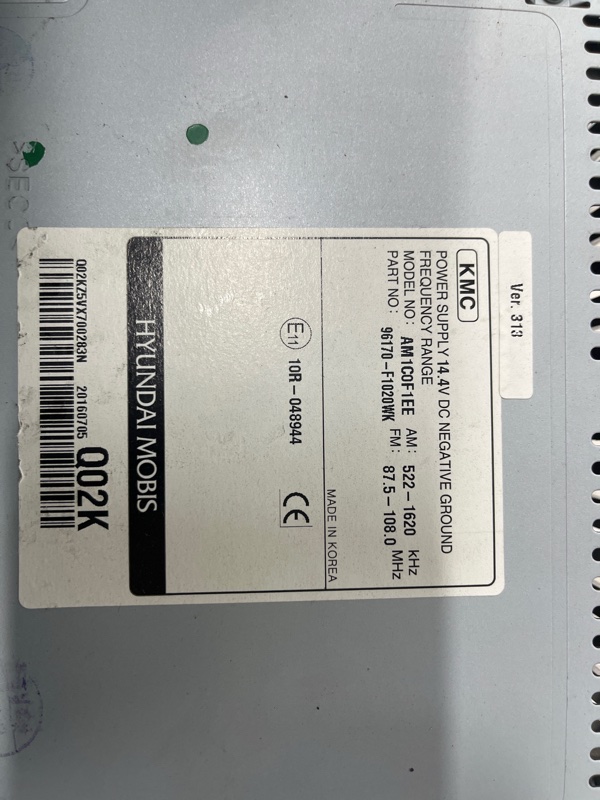 Ver. 313
KMC
POWER SUPPLY 14.4V DC NEGATIVE GROUND
FREQUENCY RANGE
MODEL NO: AM1C0F1EE AM: 522-1620 kHz
PART NO: 96170-F1020WK FM: 87.5-108.0 MHz
MADE IN KOREA
E11 10R-048944 CE
HYUNDAI MOBIS
Q02K
Q02KZ5VX700283N 20160705